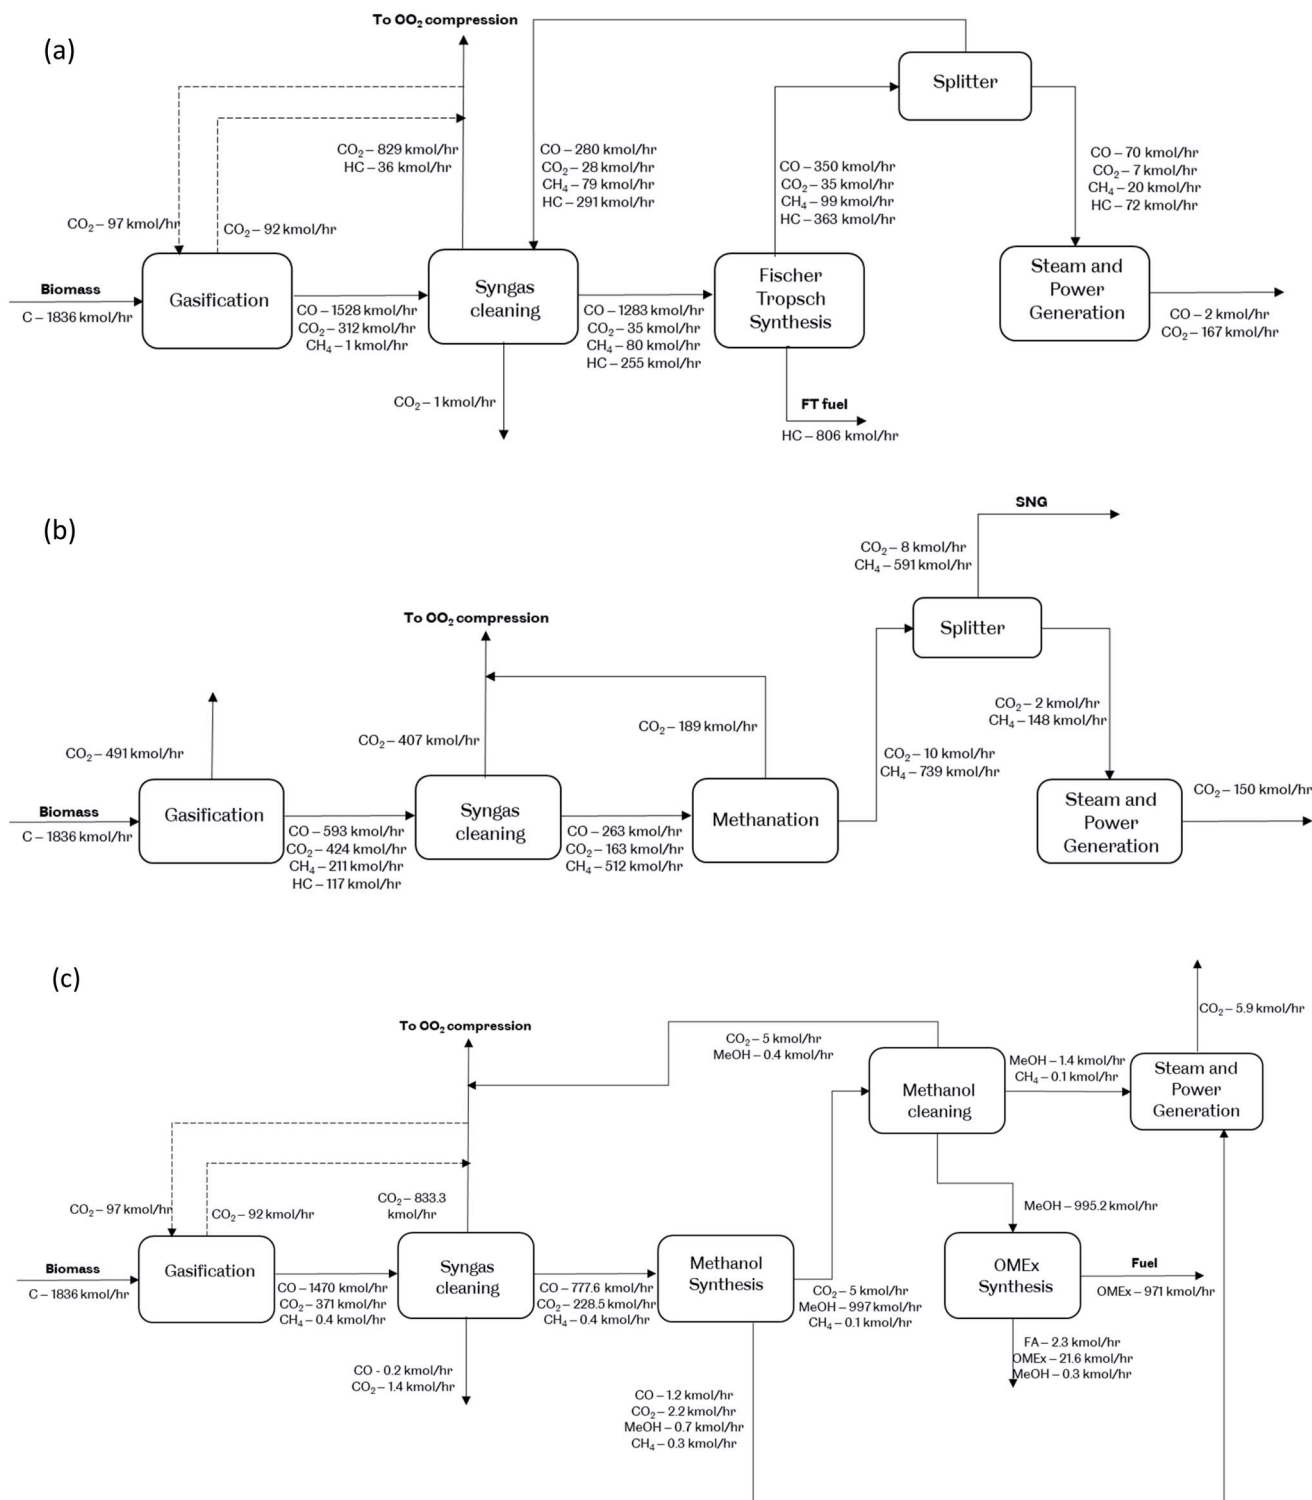 (a)
To OO₂ compression
Splitter
CO₂ – 829 kmol/hr
HC – 36 kmol/hr
CO – 280 kmol/hr
CO₂ – 28 kmol/hr
CH₄ – 79 kmol/hr
HC – 291 kmol/hr
CO – 350 kmol/hr
CO₂ – 35 kmol/hr
CH₄ – 99 kmol/hr
HC – 363 kmol/hr
CO – 70 kmol/hr
CO₂ – 7 kmol/hr
CH₄ – 20 kmol/hr
HC – 72 kmol/hr
CO₂ – 97 kmol/hr
CO₂ – 92 kmol/hr
Biomass
C – 1836 kmol/hr
Gasification
CO – 1528 kmol/hr
CO₂ – 312 kmol/hr
CH₄ – 1 kmol/hr
Syngas
cleaning
CO – 1283 kmol/hr
CO₂ – 35 kmol/hr
CH₄ – 80 kmol/hr
HC – 255 kmol/hr
Fischer
Tropsch
Synthesis
Steam and
Power
Generation
CO – 2 kmol/hr
CO₂ – 167 kmol/hr
CO₂ – 1 kmol/hr
FT fuel
HC – 806 kmol/hr
(b)
SNG
CO₂ – 8 kmol/hr
CH₄ – 591 kmol/hr
To OO₂ compression
Splitter
CO₂ – 491 kmol/hr
CO₂ – 407 kmol/hr
CO₂ – 189 kmol/hr
CO₂ – 10 kmol/hr
CH₄ – 739 kmol/hr
CO₂ – 2 kmol/hr
CH₄ – 148 kmol/hr
Biomass
C – 1836 kmol/hr
Gasification
CO – 593 kmol/hr
CO₂ – 424 kmol/hr
CH₄ – 211 kmol/hr
HC – 117 kmol/hr
Syngas
cleaning
CO – 263 kmol/hr
CO₂ – 163 kmol/hr
CH₄ – 512 kmol/hr
Methanation
Steam and
Power
Generation
CO₂ – 150 kmol/hr
(c)
To OO₂ compression
CO₂ – 5 kmol/hr
MeOH – 0.4 kmol/hr
Methanol
cleaning
MeOH – 1.4 kmol/hr
CH₄ – 0.1 kmol/hr
CO₂ – 5.9 kmol/hr
Steam and
Power
Generation
CO₂ – 97 kmol/hr
CO₂ – 92 kmol/hr
CO₂ – 833.3
kmol/hr
MeOH – 995.2 kmol/hr
Biomass
C – 1836 kmol/hr
Gasification
CO – 1470 kmol/hr
CO₂ – 371 kmol/hr
CH₄ – 0.4 kmol/hr
Syngas
cleaning
CO – 777.6 kmol/hr
CO₂ – 228.5 kmol/hr
CH₄ – 0.4 kmol/hr
Methanol
Synthesis
CO₂ – 5 kmol/hr
MeOH – 997 kmol/hr
CH₄ – 0.1 kmol/hr
OMEx
Synthesis
Fuel
OMEx – 971 kmol/hr
CO - 0.2 kmol/hr
CO₂ – 1.4 kmol/hr
CO – 1.2 kmol/hr
CO₂ – 2.2 kmol/hr
MeOH – 0.7 kmol/hr
CH₄ – 0.3 kmol/hr
FA – 2.3 kmol/hr
OMEx – 21.6 kmol/hr
MeOH – 0.3 kmol/hr